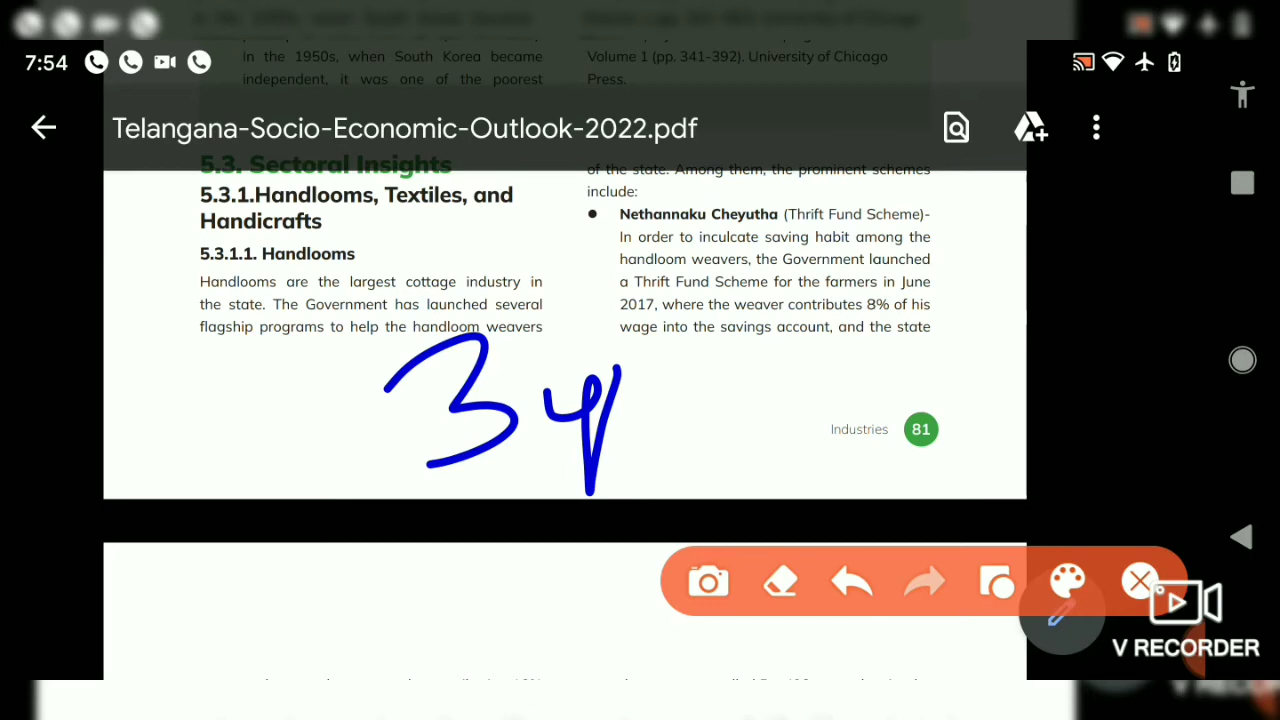 7:54
Telangana-Socio-Economic-Outlook-2022.pdf
In the 1950s, when South Korea became
independent, it was one of the poorest
5.3. Sectoral Insights
5.3.1.Handlooms, Textiles, and
Handicrafts
5.3.1.1. Handlooms
Handlooms are the largest cottage industry in
the state. The Government has launched several
flagship programs to help the handloom weavers
Volume 1 (pp. 341-392). University of Chicago
Press.
of the state. Among them, the prominent schemes
include:
● Nethannaku Cheyutha (Thrift Fund Scheme)-
In order to inculcate saving habit among the
handloom weavers, the Government launched
a Thrift Fund Scheme for the farmers in June
2017, where the weaver contributes 8% of his
wage into the savings account, and the state
3
Industries 81
V RECORDER